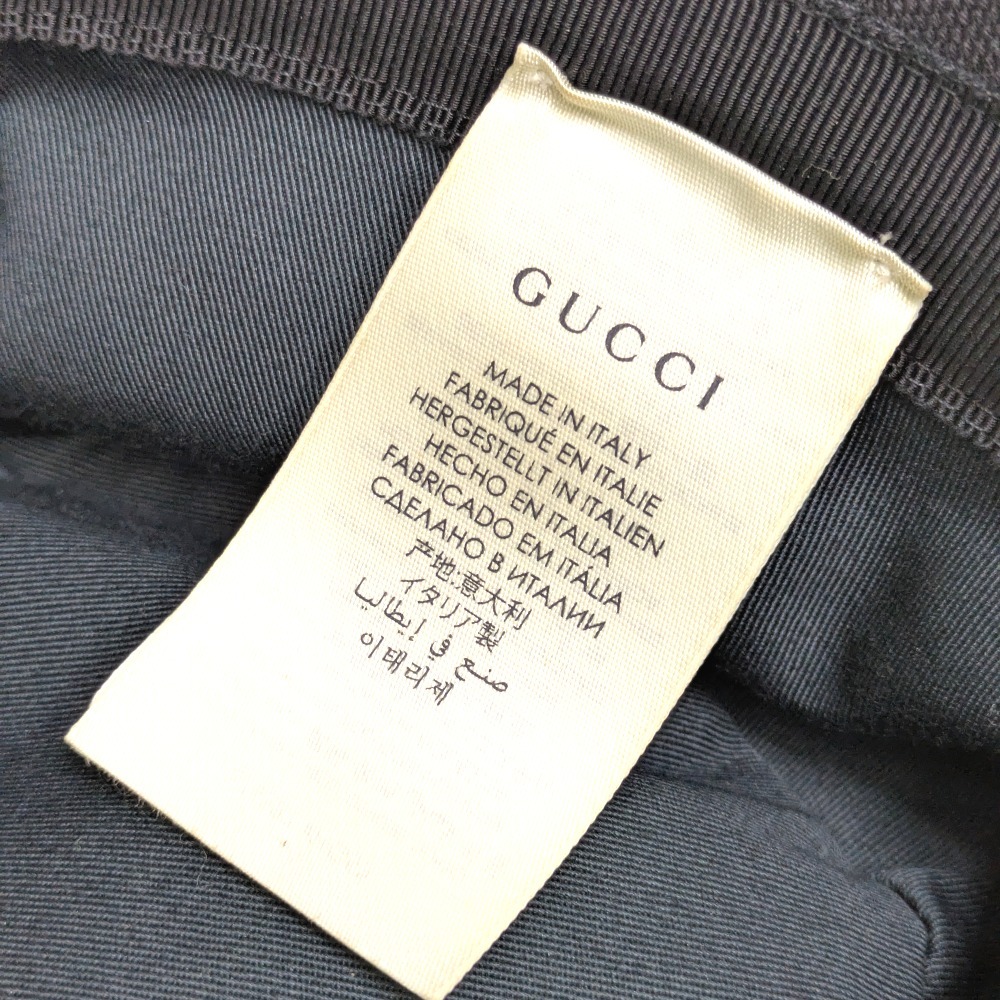 GUCCI
MADE IN ITALY
FABRIQUÉ EN ITALIE
HERGESTELLT IN ITALIEN
HECHO EN ITALIA
FABRICADO EM ITÁLIA
СДЕЛАНО В ИТАЛИИ
产地:意大利
イタリア製
صنع في إيطاليا
이태리제